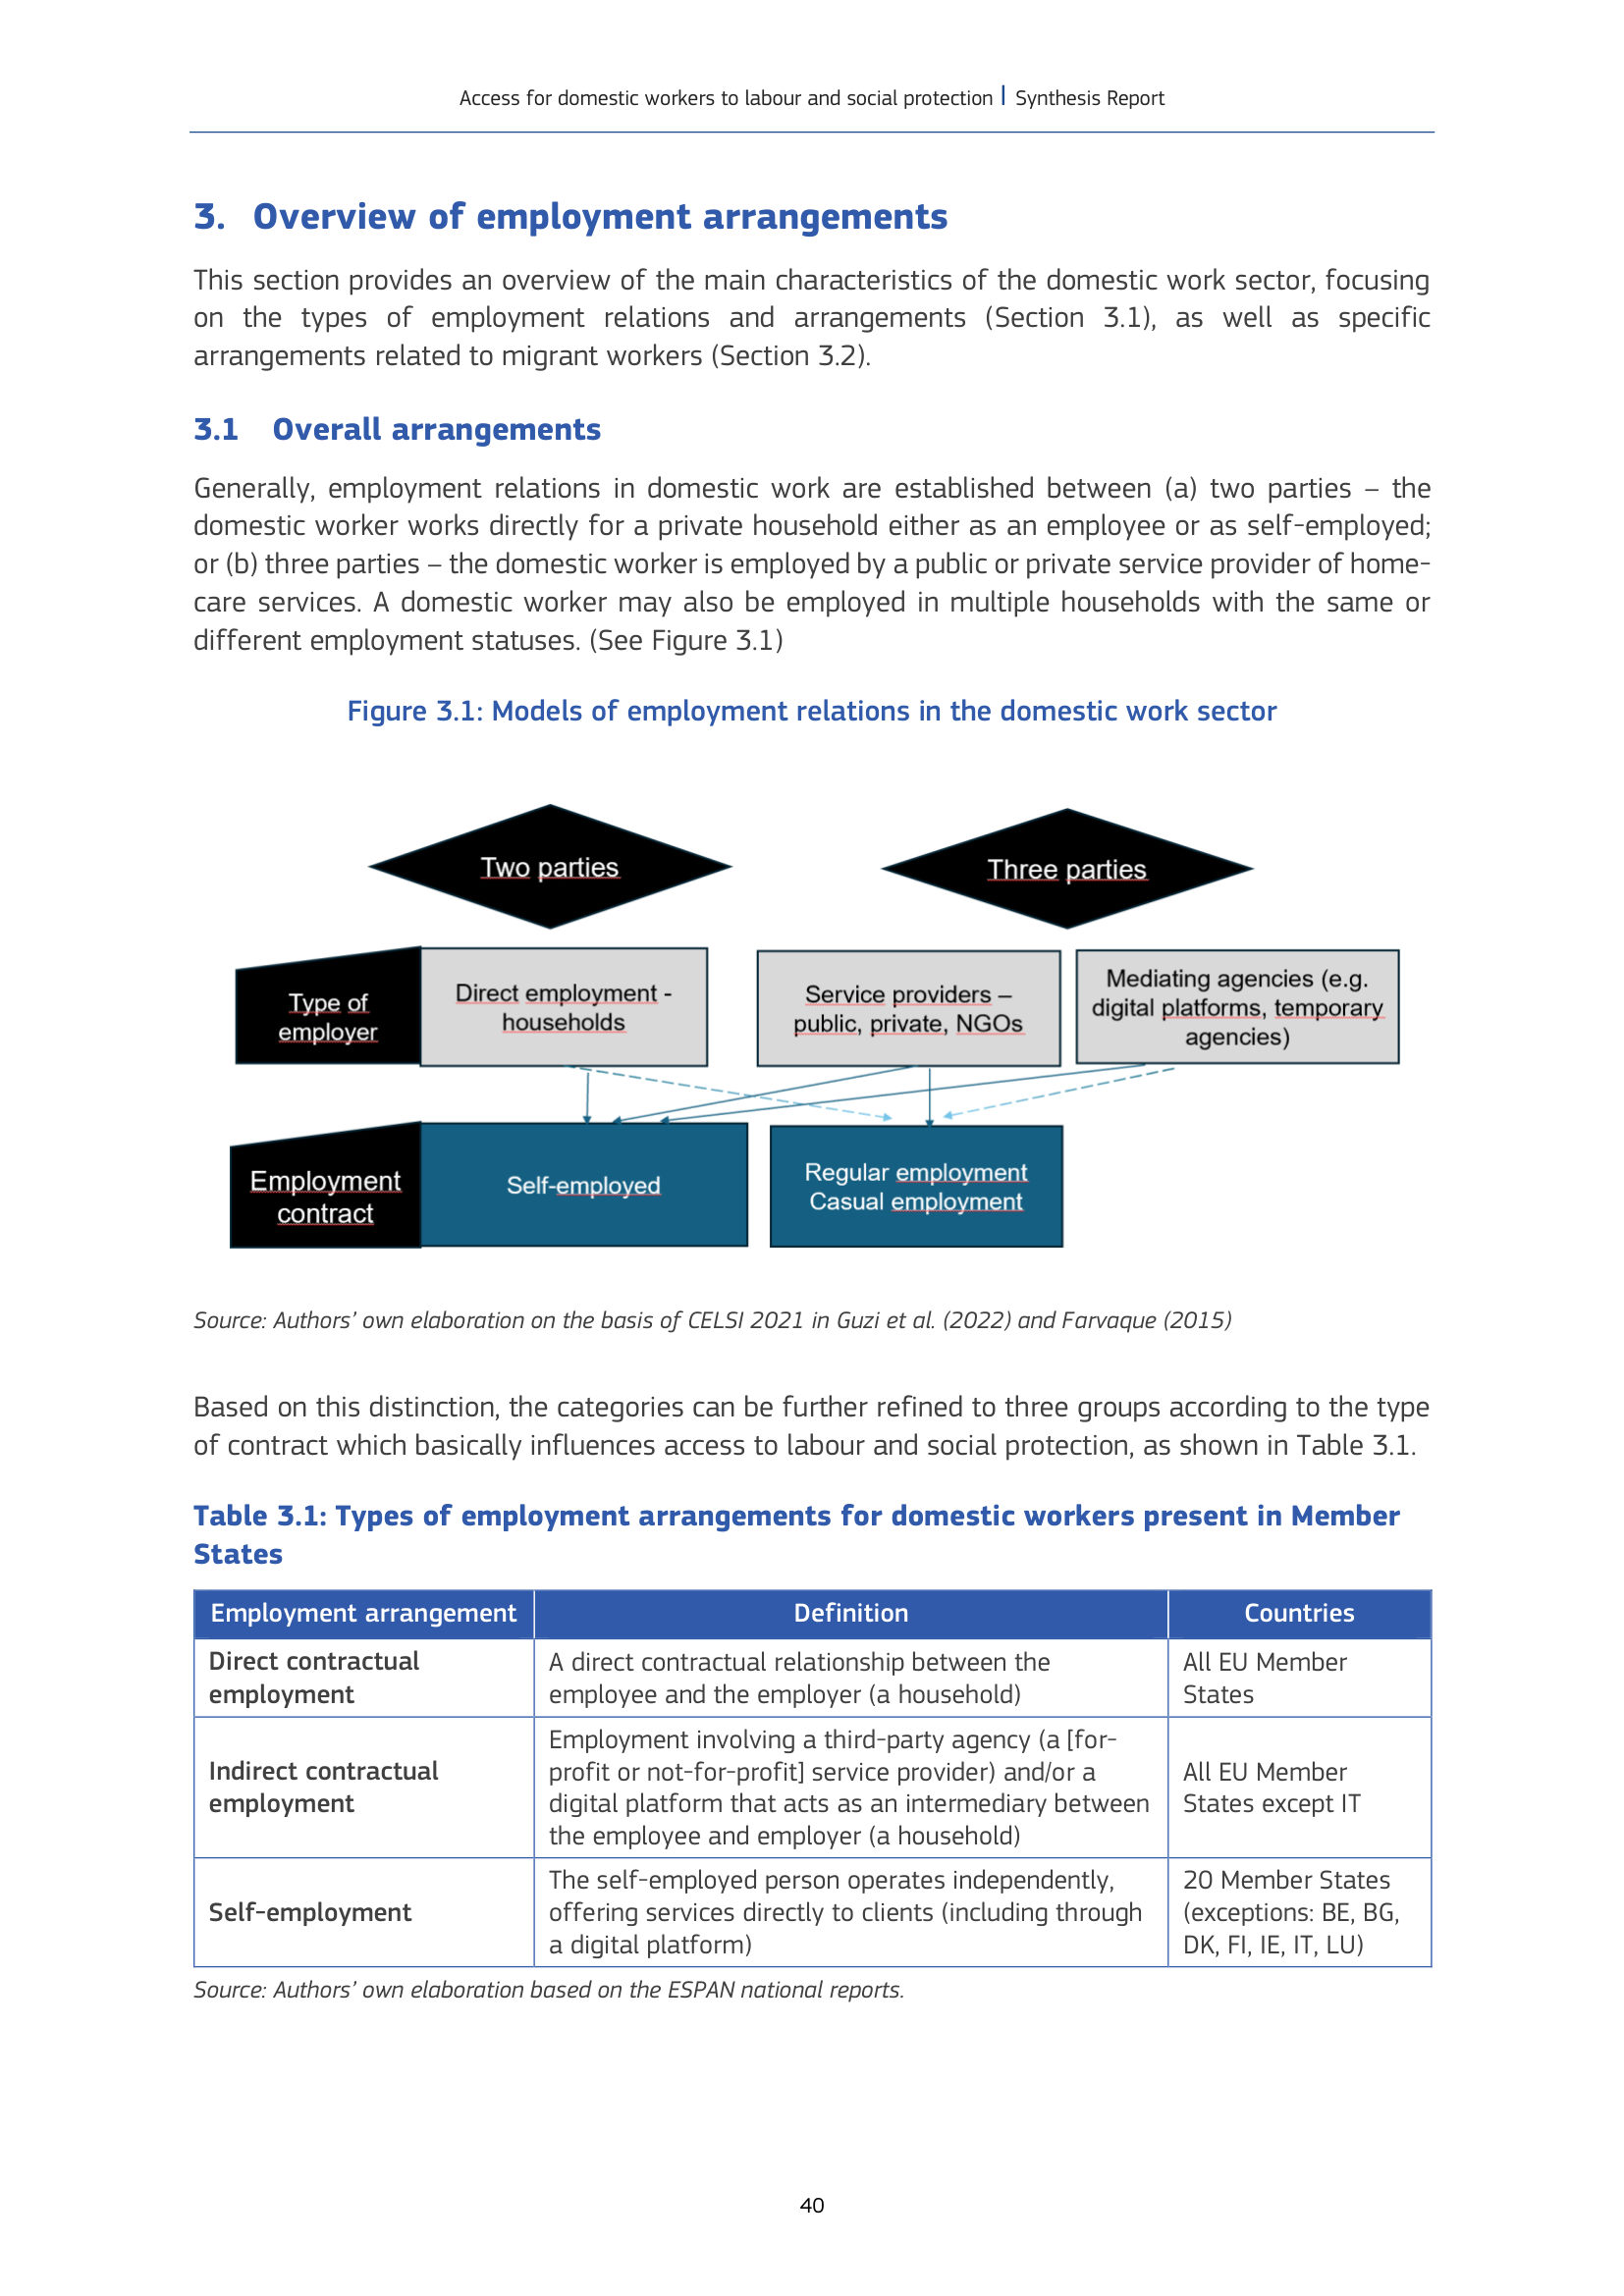 Access for domestic workers to labour and social protection | Synthesis Report
3. Overview of employment arrangements
This section provides an overview of the main characteristics of the domestic work sector, focusing
on the types of employment relations and arrangements (Section 3.1), as well as specific
arrangements related to migrant workers (Section 3.2).
3.1 Overall arrangements
Generally, employment relations in domestic work are established between (a) two parties – the
domestic worker works directly for a private household either as an employee or as self-employed;
or (b) three parties – the domestic worker is employed by a public or private service provider of home-
care services. A domestic worker may also be employed in multiple households with the same or
different employment statuses. (See Figure 3.1)
Figure 3.1: Models of employment relations in the domestic work sector
Two parties
Three parties
Type of
employer
Direct employment -
households
Service providers –
public, private, NGOs
Mediating agencies (e.g.
digital platforms, temporary
agencies)
Employment
contract
Self-employed
Regular employment
Casual employment
Source: Authors' own elaboration on the basis of CELSI 2021 in Guzi et al. (2022) and Farvaque (2015)
Based on this distinction, the categories can be further refined to three groups according to the type
of contract which basically influences access to labour and social protection, as shown in Table 3.1.
Table 3.1: Types of employment arrangements for domestic workers present in Member
States
Employment arrangement
Definition
Countries
Direct contractual
employment
A direct contractual relationship between the
employee and the employer (a household)
All EU Member
States
Indirect contractual
employment
Employment involving a third-party agency (a [for-
profit or not-for-profit] service provider) and/or a
digital platform that acts as an intermediary between
the employee and employer (a household)
All EU Member
States except IT
Self-employment
The self-employed person operates independently,
offering services directly to clients (including through
a digital platform)
20 Member States
(exceptions: BE, BG,
DK, FI, IE, IT, LU)
Source: Authors' own elaboration based on the ESPAN national reports.
40